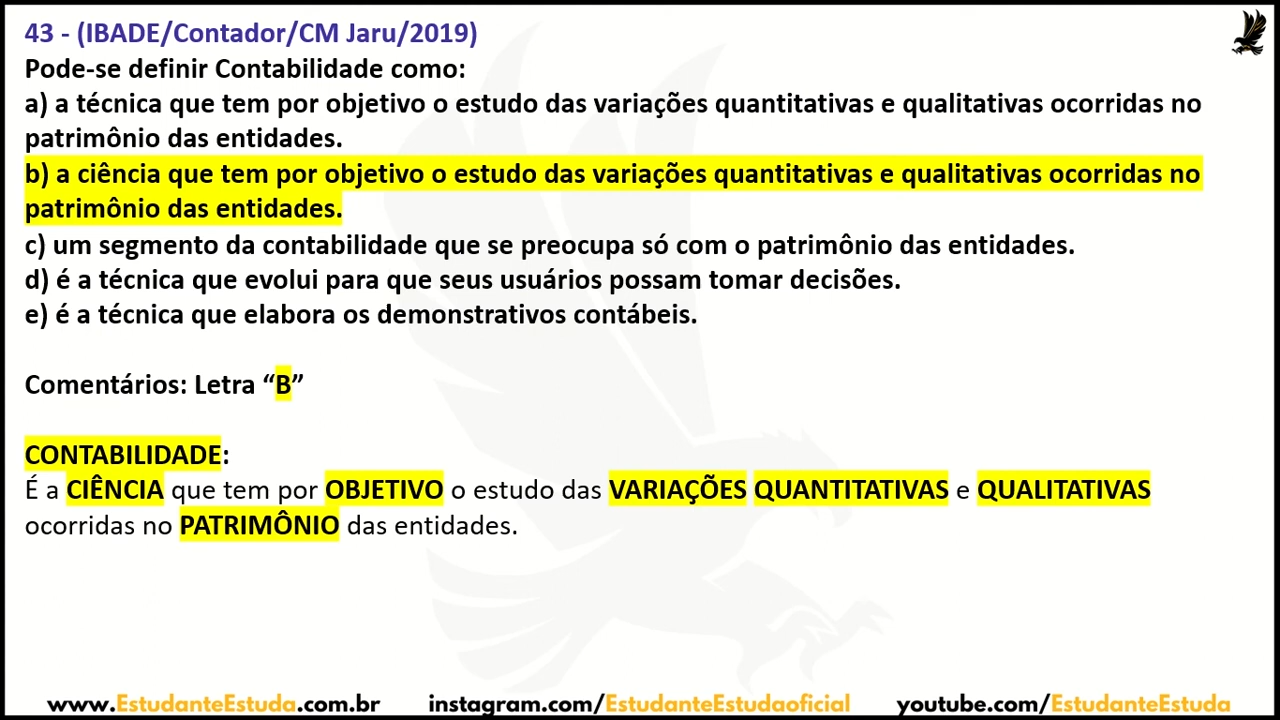 43 - (IBADE/Contador/CM Jaru/2019)
Pode-se definir Contabilidade como:
a) a técnica que tem por objetivo o estudo das variações quantitativas e qualitativas ocorridas no
patrimônio das entidades.
b) a ciência que tem por objetivo o estudo das variações quantitativas e qualitativas ocorridas no
patrimônio das entidades.
c) um segmento da contabilidade que se preocupa só com o patrimônio das entidades.
d) é a técnica que evolui para que seus usuários possam tomar decisões.
e) é a técnica que elabora os demonstrativos contábeis.
Comentários: Letra “B”
CONTABILIDADE:
É a CIÊNCIA que tem por OBJETIVO o estudo das VARIAÇÕES QUANTITATIVAS e QUALITATIVAS
ocorridas no PATRIMÔNIO das entidades.
www.EstudanteEstuda.com.br instagram.com/EstudanteEstudaoficial youtube.com/EstudanteEstuda